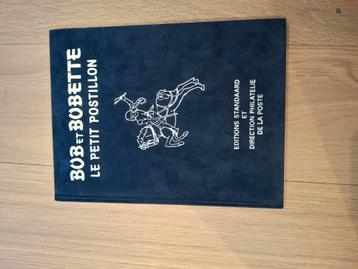 BOB ET BOBETTE
LE PETIT POSTILLON
EDITIONS STANDAARD
ET
DIRECTION PHILATELIE
DE LA POSTE